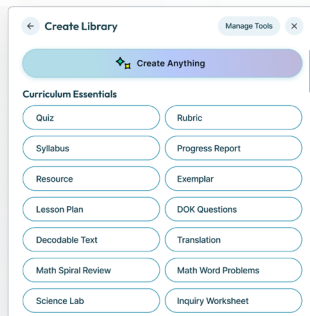 Create Library
Manage Tools
Create Anything
Curriculum Essentials
Quiz
Rubric
Syllabus
Progress Report
Resource
Exemplar
Lesson Plan
DOK Questions
Decodable Text
Translation
Math Spiral Review
Math Word Problems
Science Lab
Inquiry Worksheet